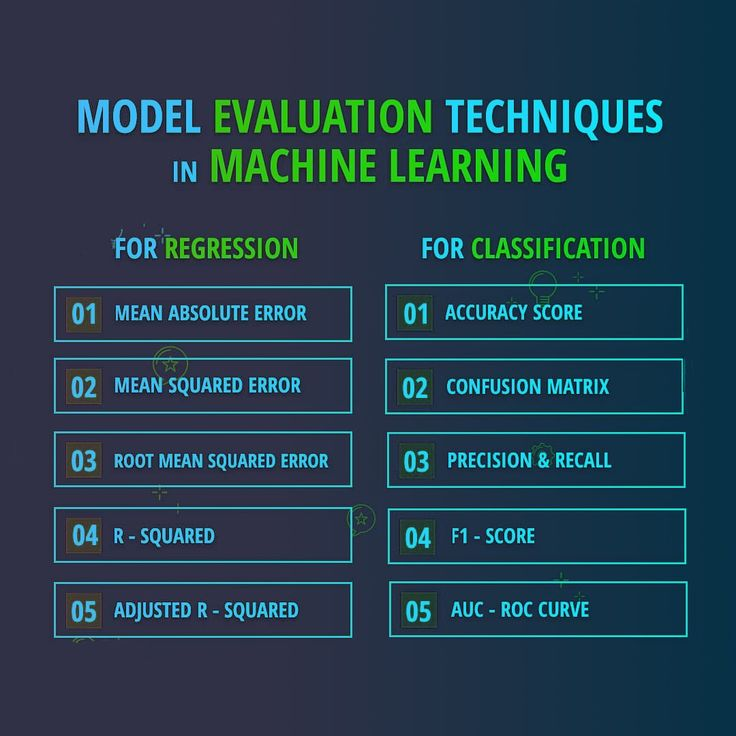 MODEL EVALUATION TECHNIQUES
IN MACHINE LEARNING
FOR REGRESSION
01 MEAN ABSOLUTE ERROR
02 MEAN SQUARED ERROR
03 ROOT MEAN SQUARED ERROR
04 R - SQUARED
05 ADJUSTED R - SQUARED
FOR CLASSIFICATION
01 ACCURACY SCORE
02 CONFUSION MATRIX
03 PRECISION & RECALL
04 F1 - SCORE
05 AUC - ROC CURVE